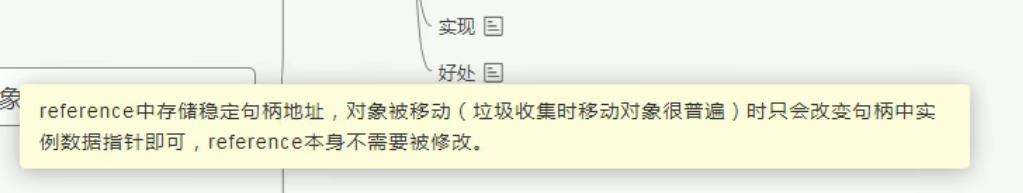 实现
好处
象
reference中存储稳定句柄地址，对象被移动（垃圾收集时移动对象很普遍）时只会改变句柄中实
例数据指针即可，reference本身不需要被修改。